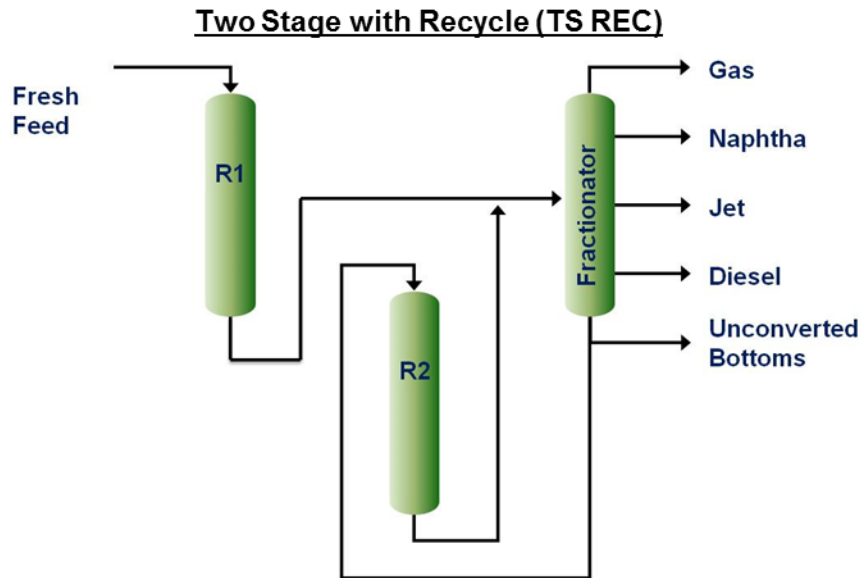 Two Stage with Recycle (TS REC)
Fresh
Feed
R1
R2
Fractionator
Gas
Naphtha
Jet
Diesel
Unconverted
Bottoms